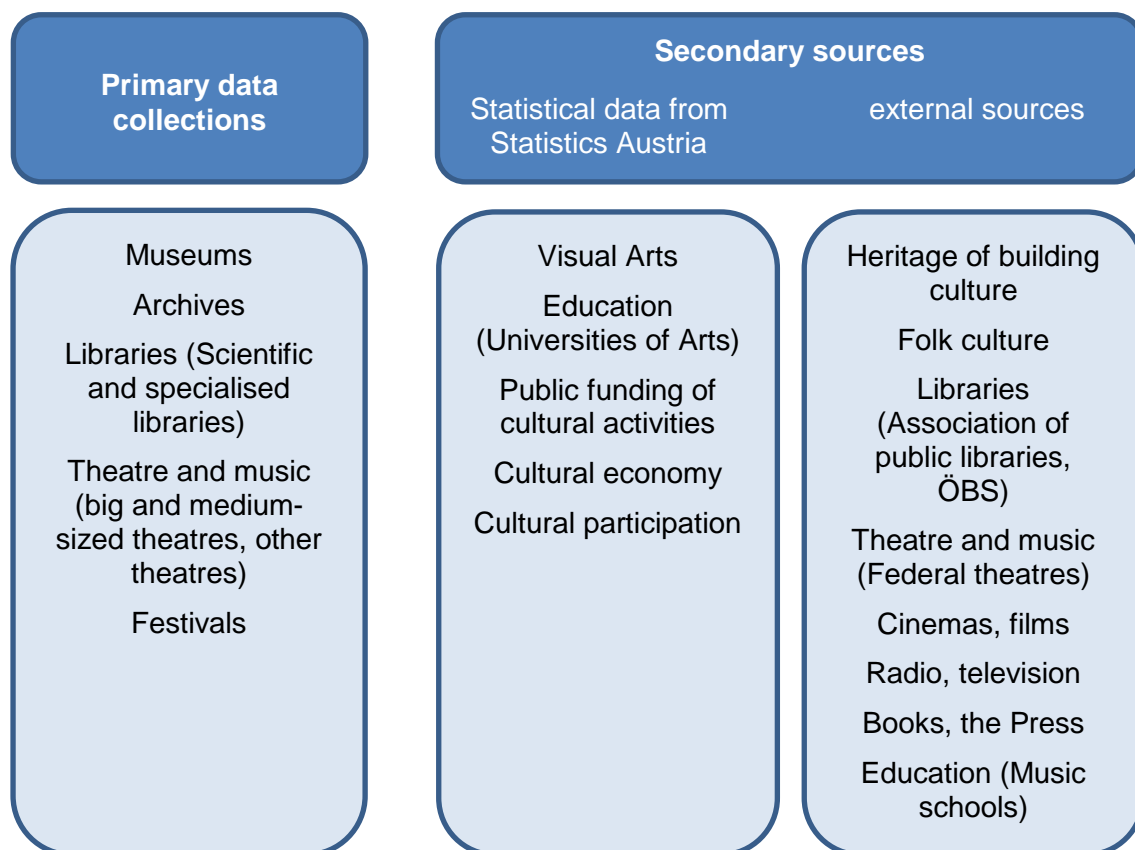 Primary data
collections
Secondary sources
Statistical data from
Statistics Austria
external sources
Museums
Archives
Libraries (Scientific
and specialised
libraries)
Theatre and music
(big and medium-
sized theatres, other
theatres)
Festivals
Visual Arts
Education
(Universities of Arts)
Public funding of
cultural activities
Cultural economy
Cultural participation
Heritage of building
culture
Folk culture
Libraries
(Association of
public libraries,
ÖBS)
Theatre and music
(Federal theatres)
Cinemas, films
Radio, television
Books, the Press
Education (Music
schools)